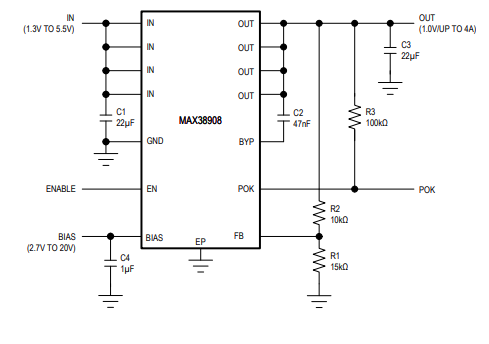 IN
(1.3V TO 5.5V)
IN
IN
IN
IN
C1
22µF
GND
ENABLE
EN
BIAS
(2.7V TO 20V)
BIAS
C4
1µF
MAX38908
EP
OUT
OUT
OUT
OUT
BYP
POK
FB
C2
47nF
R2
10kΩ
R1
15kΩ
R3
100kΩ
OUT
(1.0V/UP TO 4A)
C3
22µF
POK